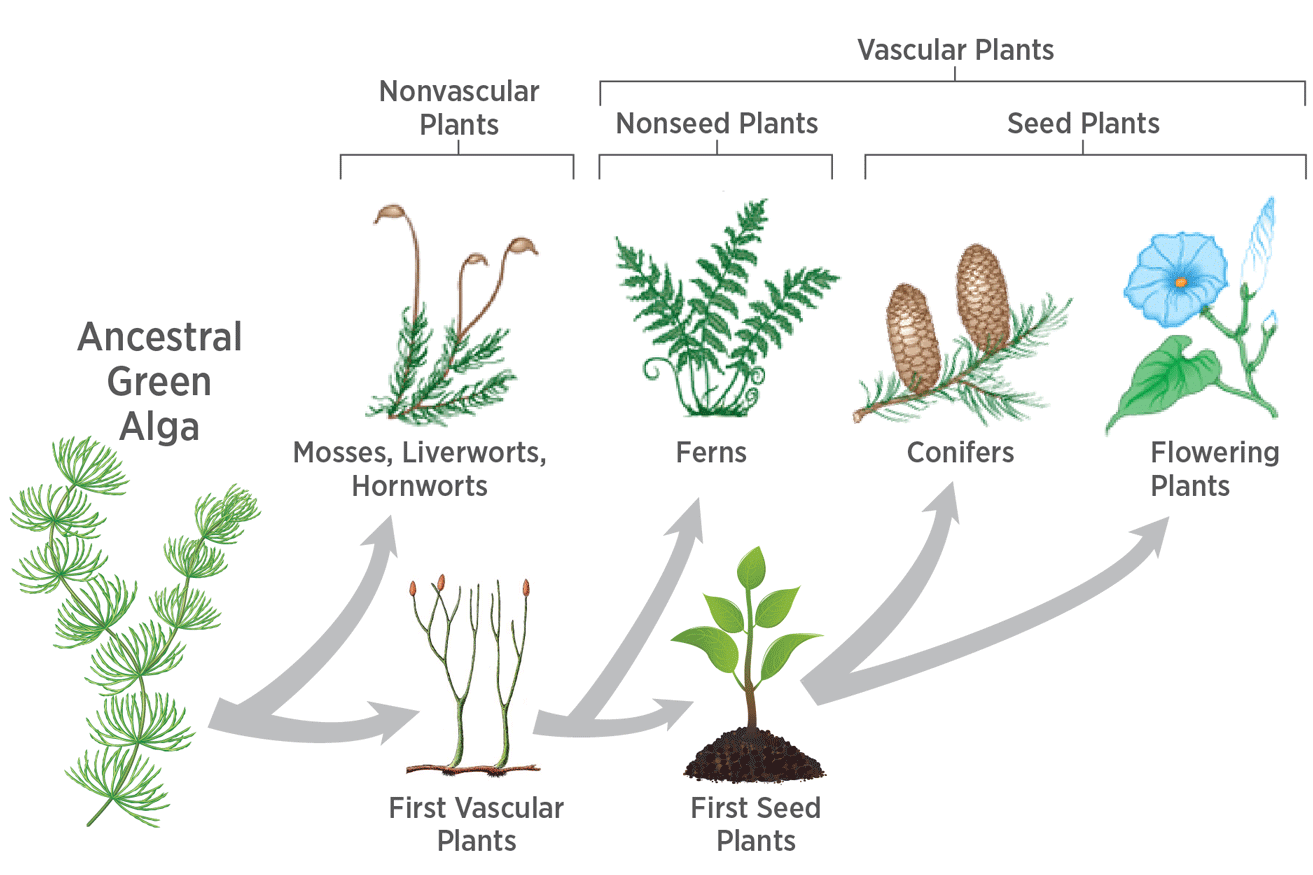 Vascular Plants
Nonvascular
Plants
Nonseed Plants
Seed Plants
Ancestral
Green
Alga
Mosses, Liverworts,
Hornworts
Ferns
Conifers
Flowering
Plants
First Vascular
Plants
First Seed
Plants